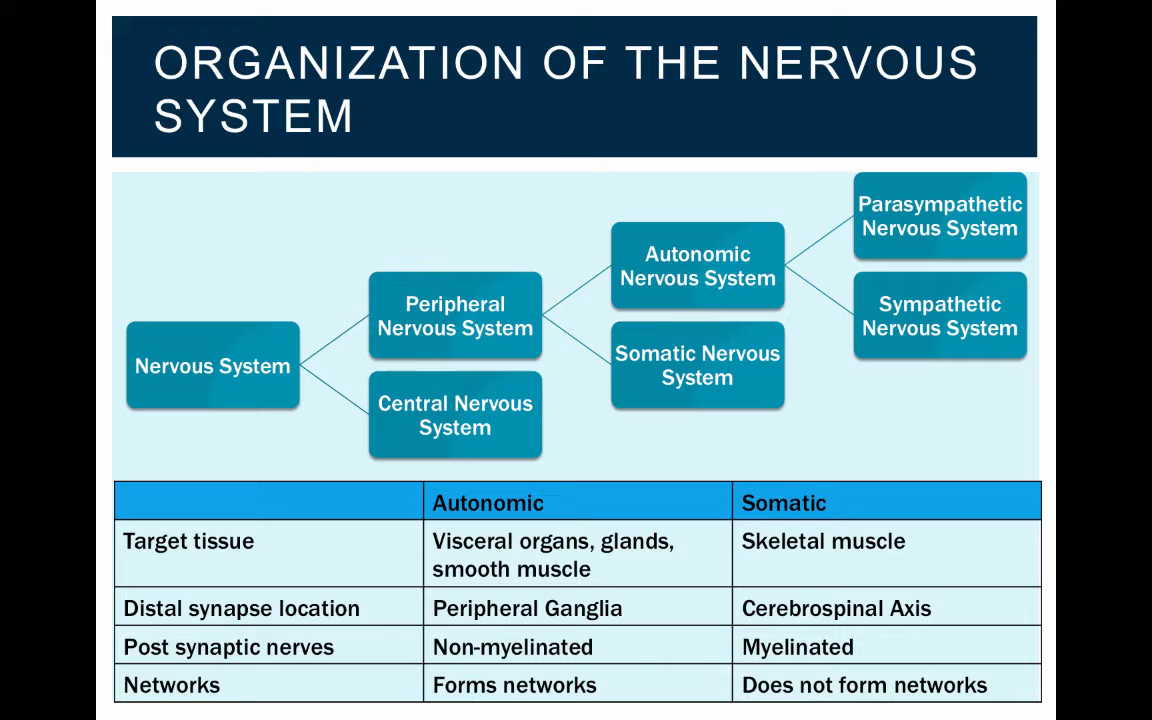 ORGANIZATION OF THE NERVOUS
SYSTEM
Parasympathetic
Nervous System
Autonomic
Nervous System
Sympathetic
Nervous System
Peripheral
Nervous System
Somatic Nervous
System
Nervous System
Central Nervous
System
Autonomic Somatic
Target tissue Visceral organs, glands, Skeletal muscle
smooth muscle
Distal synapse location Peripheral Ganglia Cerebrospinal Axis
Post synaptic nerves Non-myelinated Myelinated
Networks Forms networks Does not form networks